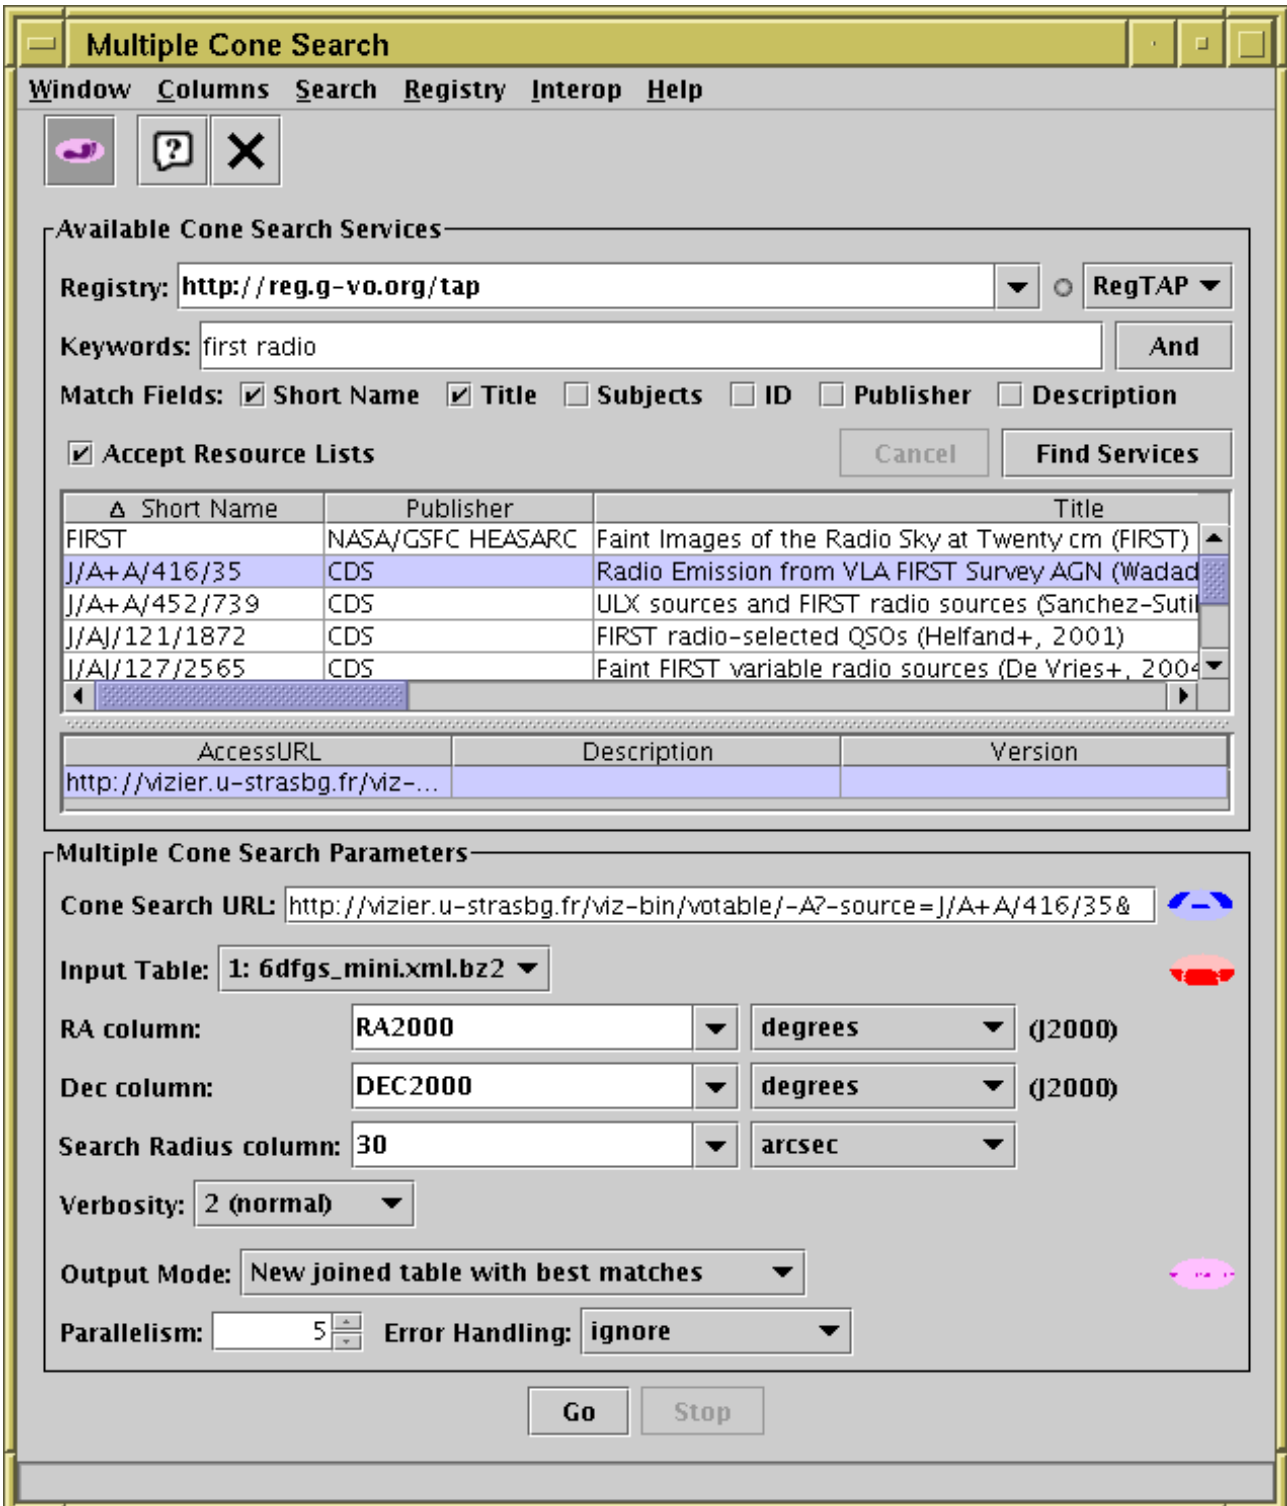 Multiple Cone Search
Window Columns Search Registry Interop Help
Available Cone Search Services
Registry: http://reg.g-vo.org/tap RegTAP
Keywords: first radio And
Match Fields: Short Name Title Subjects ID Publisher Description
Accept Resource Lists Cancel Find Services
Short Name Publisher Title
FIRST NASA/GSFC HEASARC Faint Images of the Radio Sky at Twenty cm (FIRST)
J/A+A/416/35 CDS Radio Emission from VLA FIRST Survey AGN (Wadad
J/A+A/452/739 CDS ULX sources and FIRST radio sources (Sanchez-Sutil
J/AJ/121/1872 CDS FIRST radio-selected QSOs (Helfand+, 2001)
J/AJ/127/2565 CDS Faint FIRST variable radio sources (De Vries+, 2004
AccessURL Description Version
http://vizier.u-strasbg.fr/viz-...
Multiple Cone Search Parameters
Cone Search URL: http://vizier.u-strasbg.fr/viz-bin/votable/-A?-source=J/A+A/416/35&
Input Table: 1: 6dfgs_mini.xml.bz2
RA column: RA2000 degrees (J2000)
Dec column: DEC2000 degrees (J2000)
Search Radius column: 30 arcsec
Verbosity: 2 (normal)
Output Mode: New joined table with best matches
Parallelism: 5 Error Handling: ignore
Go Stop